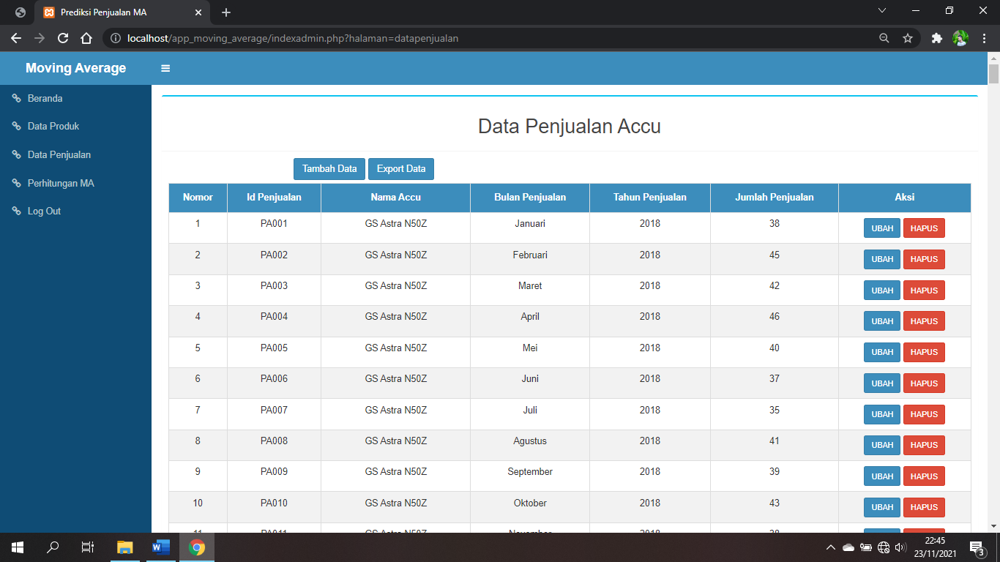 Prediksi Penjualan MA
localhost/app_moving_average/indexadmin.php?halaman=datapenjualan
Moving Average
Beranda
Data Produk
Data Penjualan
Perhitungan MA
Log Out
Data Penjualan Accu
Tambah Data Export Data
Nomor Id Penjualan Nama Accu Bulan Penjualan Tahun Penjualan Jumlah Penjualan Aksi
1 PA001 GS Astra N50Z Januari 2018 38 UBAH HAPUS
2 PA002 GS Astra N50Z Februari 2018 45 UBAH HAPUS
3 PA003 GS Astra N50Z Maret 2018 42 UBAH HAPUS
4 PA004 GS Astra N50Z April 2018 46 UBAH HAPUS
5 PA005 GS Astra N50Z Mei 2018 40 UBAH HAPUS
6 PA006 GS Astra N50Z Juni 2018 37 UBAH HAPUS
7 PA007 GS Astra N50Z Juli 2018 35 UBAH HAPUS
8 PA008 GS Astra N50Z Agustus 2018 41 UBAH HAPUS
9 PA009 GS Astra N50Z September 2018 39 UBAH HAPUS
10 PA010 GS Astra N50Z Oktober 2018 43 UBAH HAPUS
11 PA011 GS Astra N50Z November 2018
22:45
23/11/2021
3